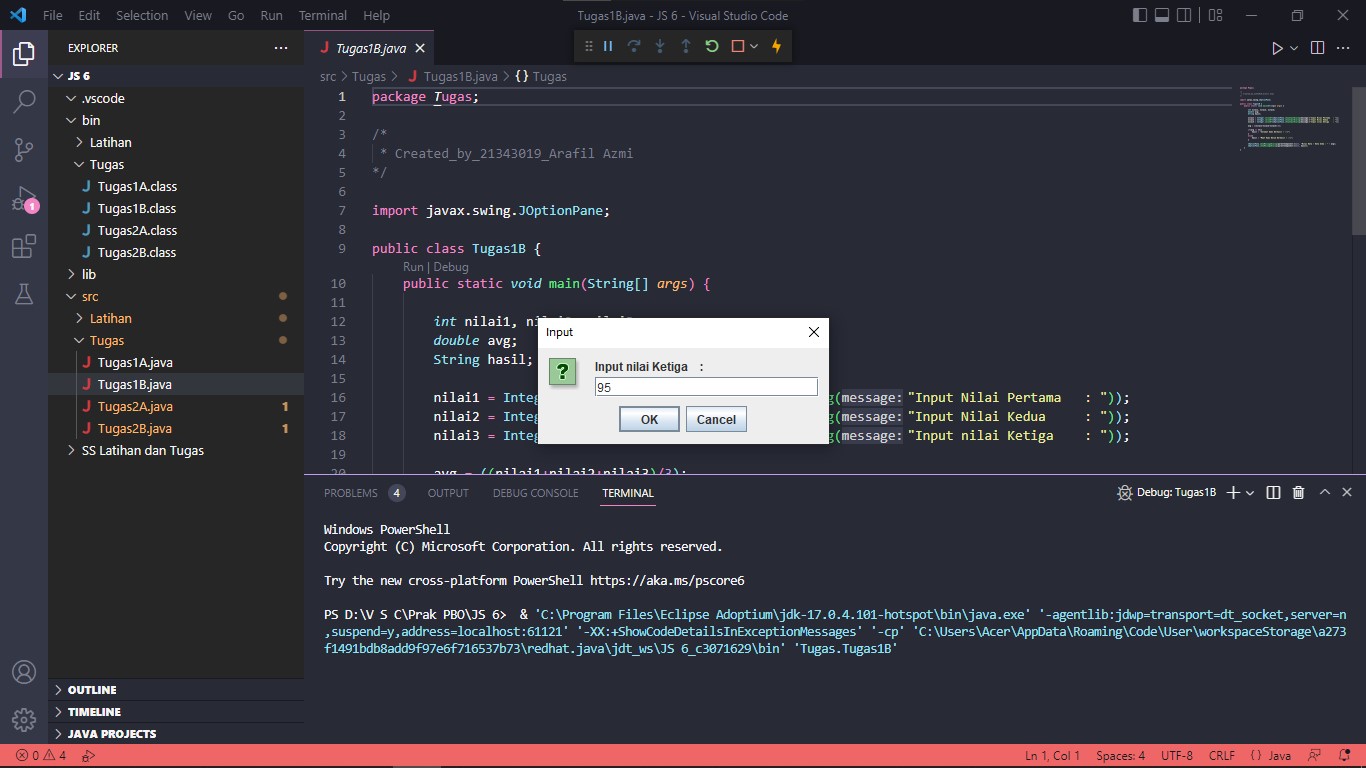 File Edit Selection View Go Run Terminal Help
Tugas1B.java - JS 6 - Visual Studio Code
EXPLORER
JS 6
.vscode
bin
Latihan
Tugas
Tugas1A.class
Tugas1B.class
Tugas2A.class
Tugas2B.class
lib
src
Latihan
Tugas
Tugas1A.java
Tugas1B.java
Tugas2A.java 1
Tugas2B.java 1
SS Latihan dan Tugas
OUTLINE
TIMELINE
JAVA PROJECTS
1
Tugas1B.java
src > Tugas > Tugas1B.java > {} Tugas
1 package Tugas;
2
3 /*
4 * Created_by_21343019_Arafil Azmi
5 */
6
7 import javax.swing.JOptionPane;
8
9 public class Tugas1B {
Run | Debug
10 public static void main(String[] args) {
11
12 int nilai1,
13 double avg;
14 String hasil;
15
16 nilai1 = Integ g(message: "Input Nilai Pertama : "));
17 nilai2 = Integ g(message: "Input Nilai Kedua : "));
18 nilai3 = Integ g(message: "Input nilai Ketiga : "));
19
20 avg = ((nilai1+nilai2+nilai3)/3);
Input
Input nilai Ketiga :
95
OK Cancel
PROBLEMS 4 OUTPUT DEBUG CONSOLE TERMINAL
Debug: Tugas1B
Windows PowerShell
Copyright (C) Microsoft Corporation. All rights reserved.
Try the new cross-platform PowerShell https://aka.ms/pscore6
PS D:\V S C\Prak PBO\JS 6> & 'C:\Program Files\Eclipse Adoptium\jdk-17.0.4.101-hotspot\bin\java.exe' '-agentlib:jdwp=transport=dt_socket,server=n
,suspend=y,address=localhost:61121' '-XX:+ShowCodeDetailsInExceptionMessages' '-cp' 'C:\Users\Acer\AppData\Roaming\Code\User\workspaceStorage\a273
f1491bdb8add9f97e6f716537b73\redhat.java\jdt_ws\JS 6_c3071629\bin' 'Tugas.Tugas1B'
0 4
Ln 1, Col 1 Spaces: 4 UTF-8 CRLF {} Java